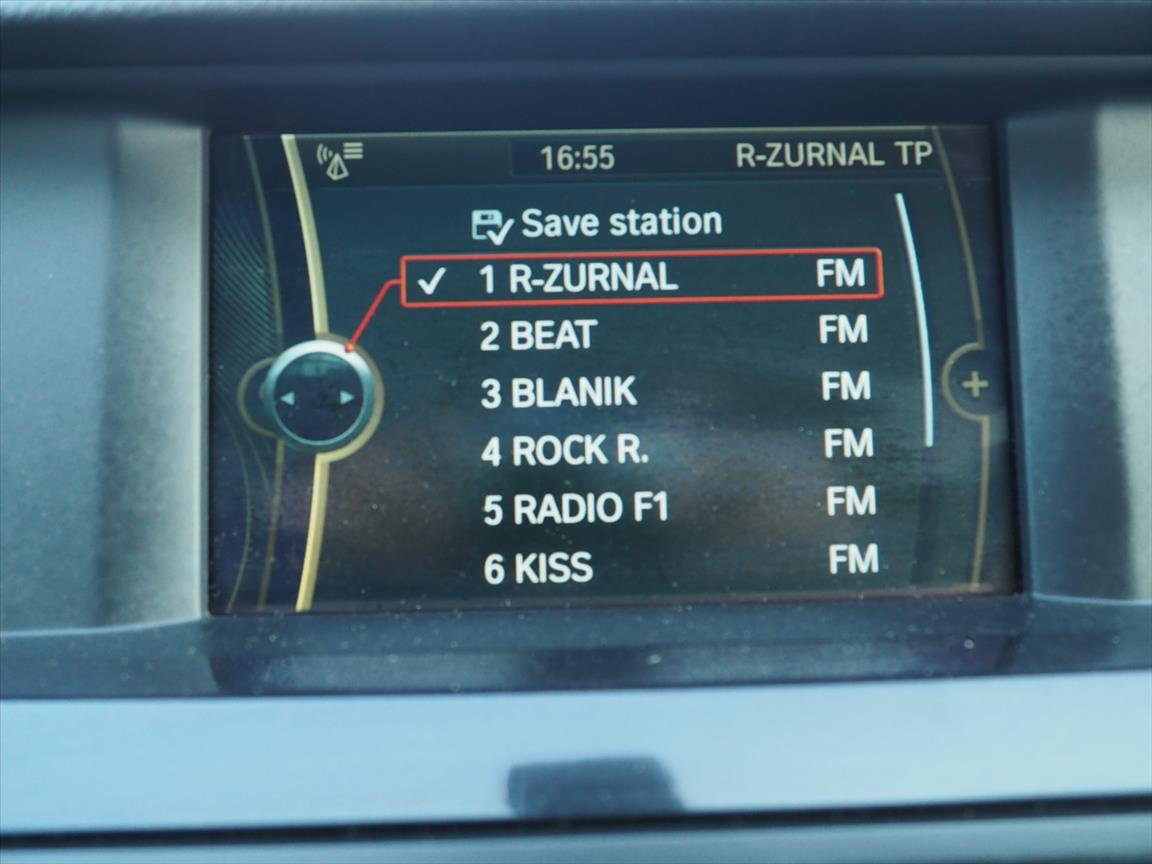 16:55 R-ZURNAL TP
Save station
1 R-ZURNAL FM
2 BEAT FM
3 BLANIK FM
4 ROCK R. FM
5 RADIO F1 FM
6 KISS FM